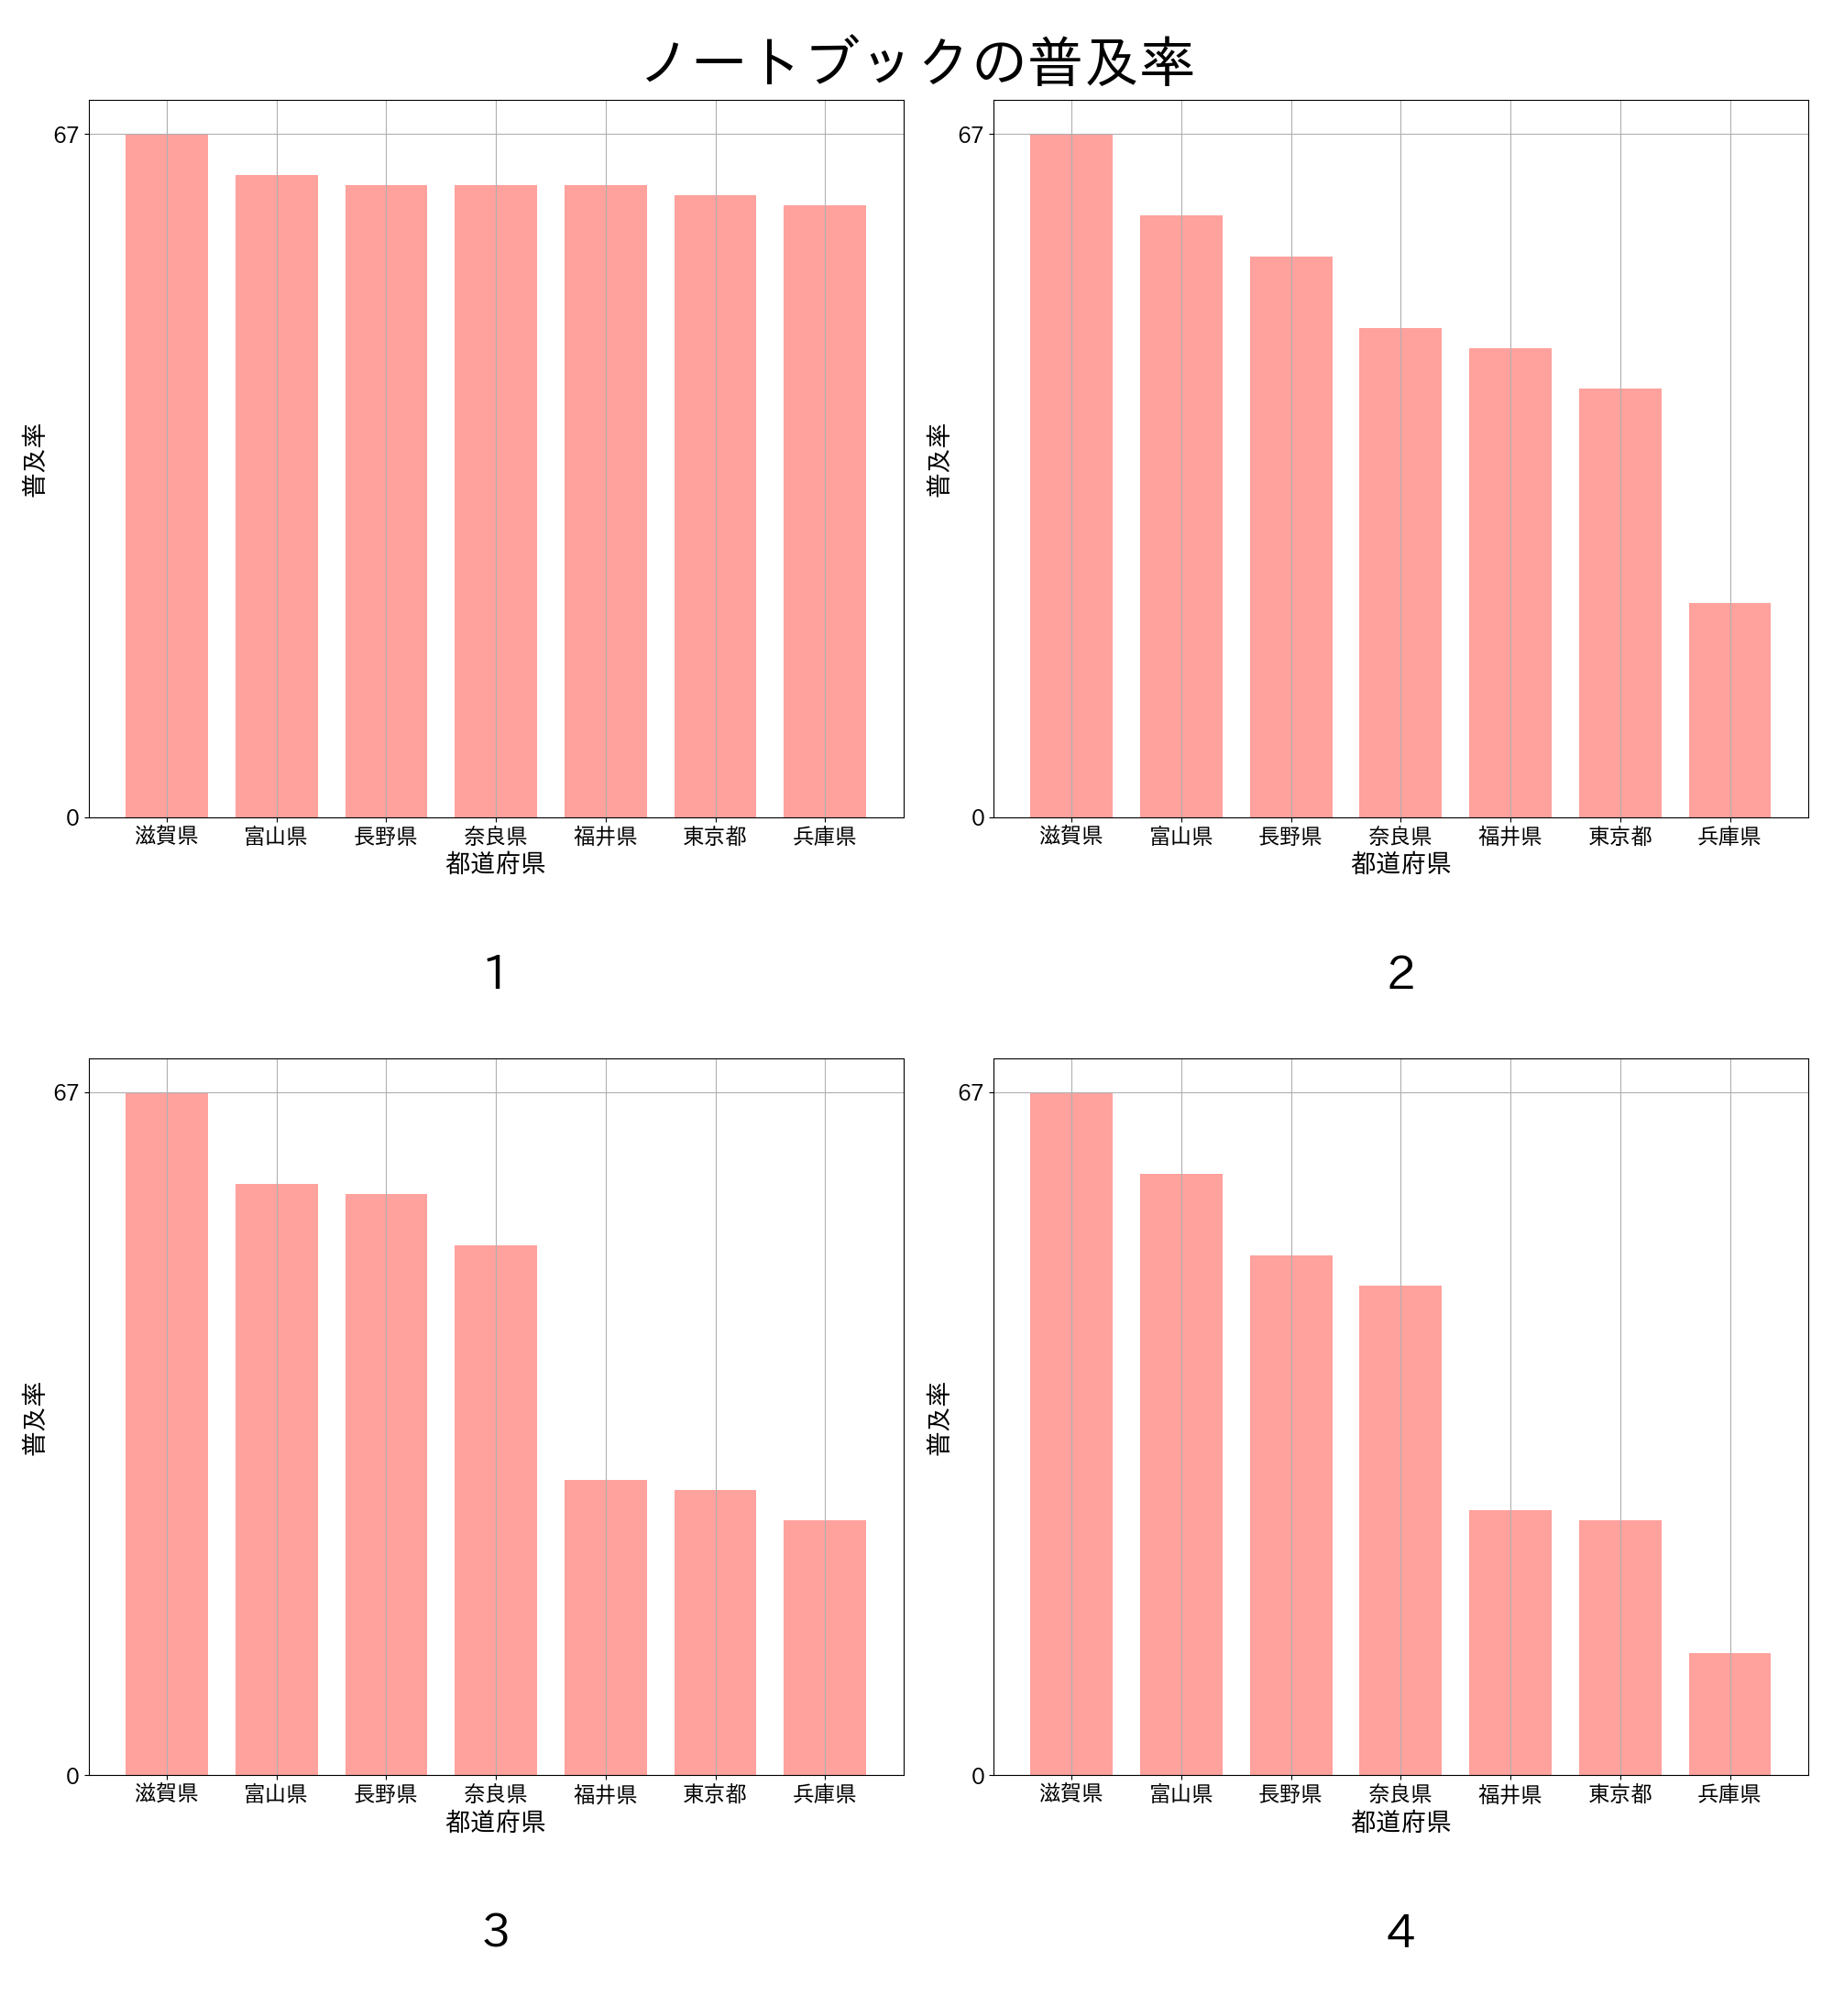 ノートブックの普及率
67
0
普及率
滋賀県 富山県 長野県 奈良県 福井県 東京都 兵庫県
都道府県
1
67
0
普及率
滋賀県 富山県 長野県 奈良県 福井県 東京都 兵庫県
都道府県
2
67
0
普及率
滋賀県 富山県 長野県 奈良県 福井県 東京都 兵庫県
都道府県
3
67
0
普及率
滋賀県 富山県 長野県 奈良県 福井県 東京都 兵庫県
都道府県
4